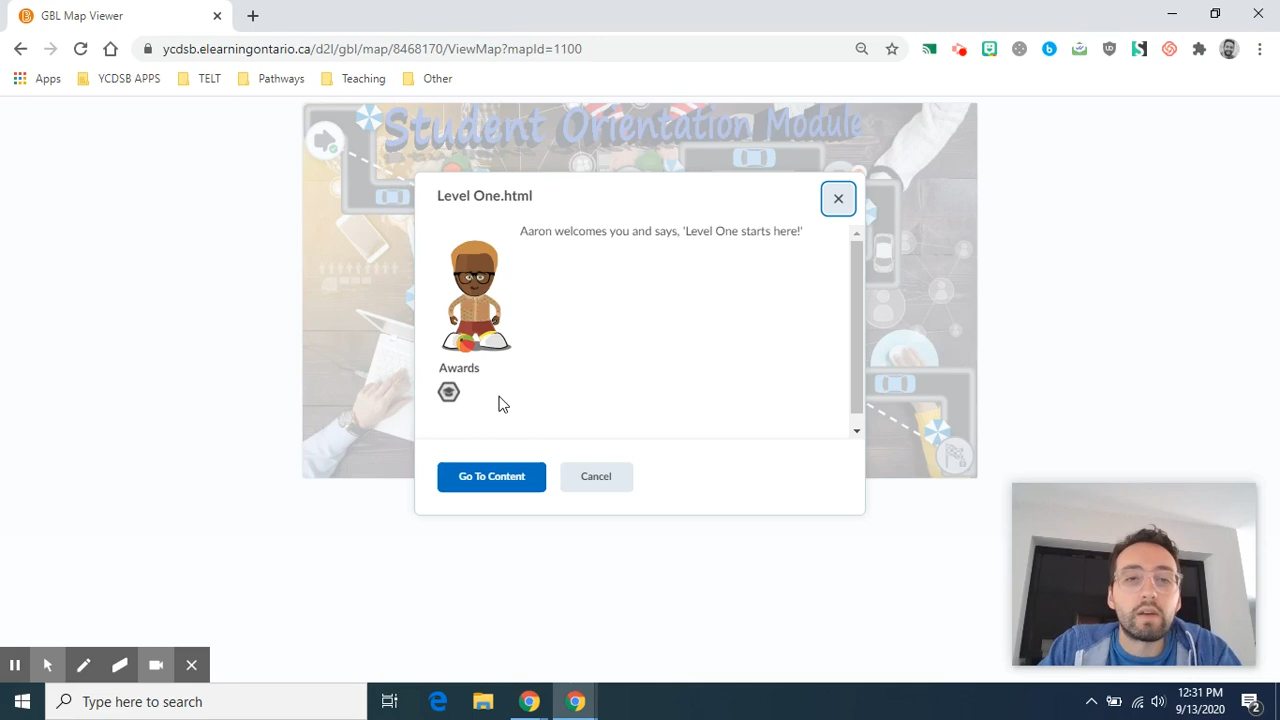 GBL Map Viewer
ycdsb.elearningontario.ca/d2l/gbl/map/8468170/ViewMap?mapId=1100
Apps YCDSB APPS TELT Pathways Teaching Other
Student Orientation Module
Level One.html
Aaron welcomes you and says, 'Level One starts here!'
Awards
Go To Content Cancel
Type here to search
12:31 PM
9/13/2020
2